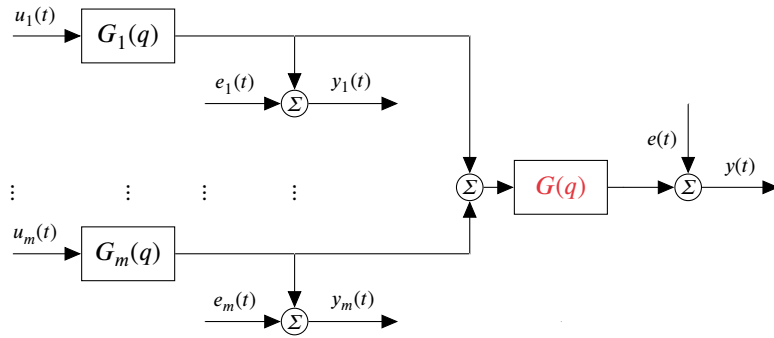 u₁(t)
G₁(q)
e₁(t)
Σ
y₁(t)
e(t)
⋮ ⋮ ⋮ ⋮
Σ
G(q)
Σ
y(t)
uₘ(t)
Gₘ(q)
eₘ(t)
Σ
yₘ(t)